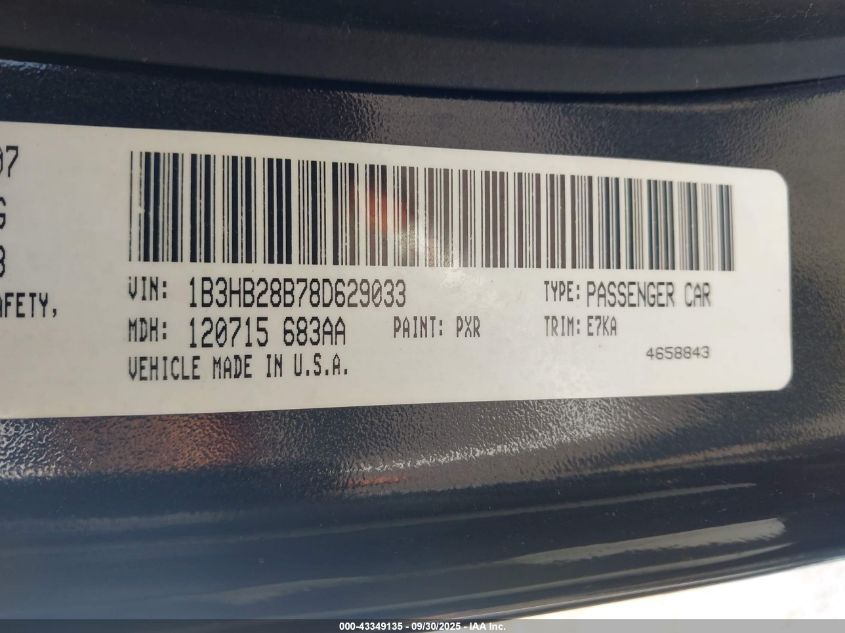 07
G
8
AFETY,
VIN: 1B3HB28B78D629033 TYPE: PASSENGER CAR
MDH: 120715 683AA PAINT: PXR TRIM: E7KA
VEHICLE MADE IN U.S.A. 4658843
000-43349135 - 09/30/2025 - IAA Inc.